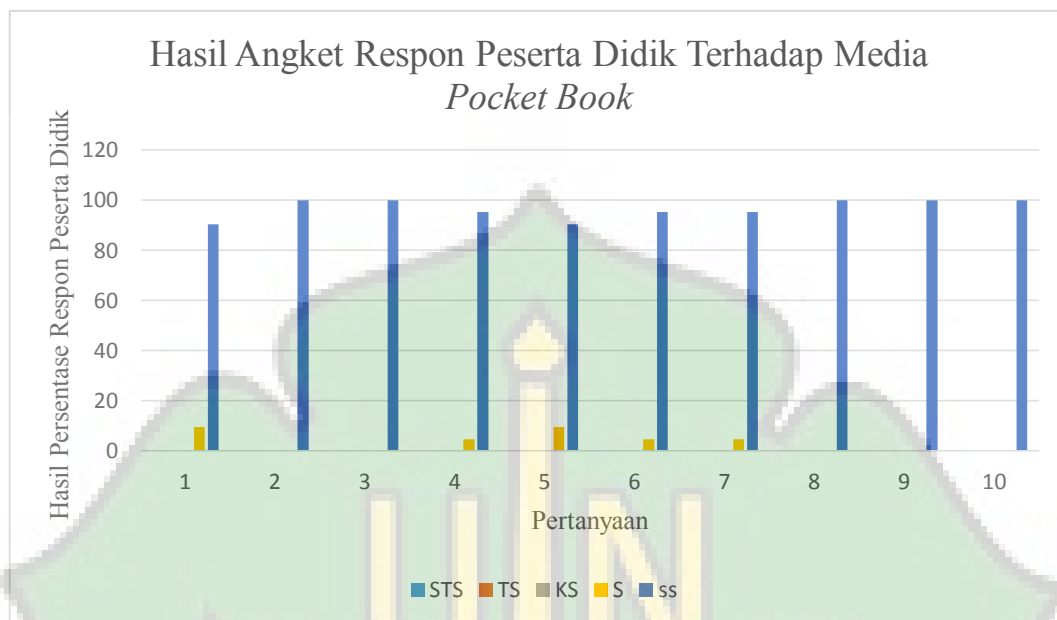 Hasil Angket Respon Peserta Didik Terhadap Media
Pocket Book
Hasil Persentase Respon Peserta Didik
120
100
80
60
40
20
0
1 2 3 4 5 6 7 8 9 10
Pertanyaan
STS TS KS S ss
UIN